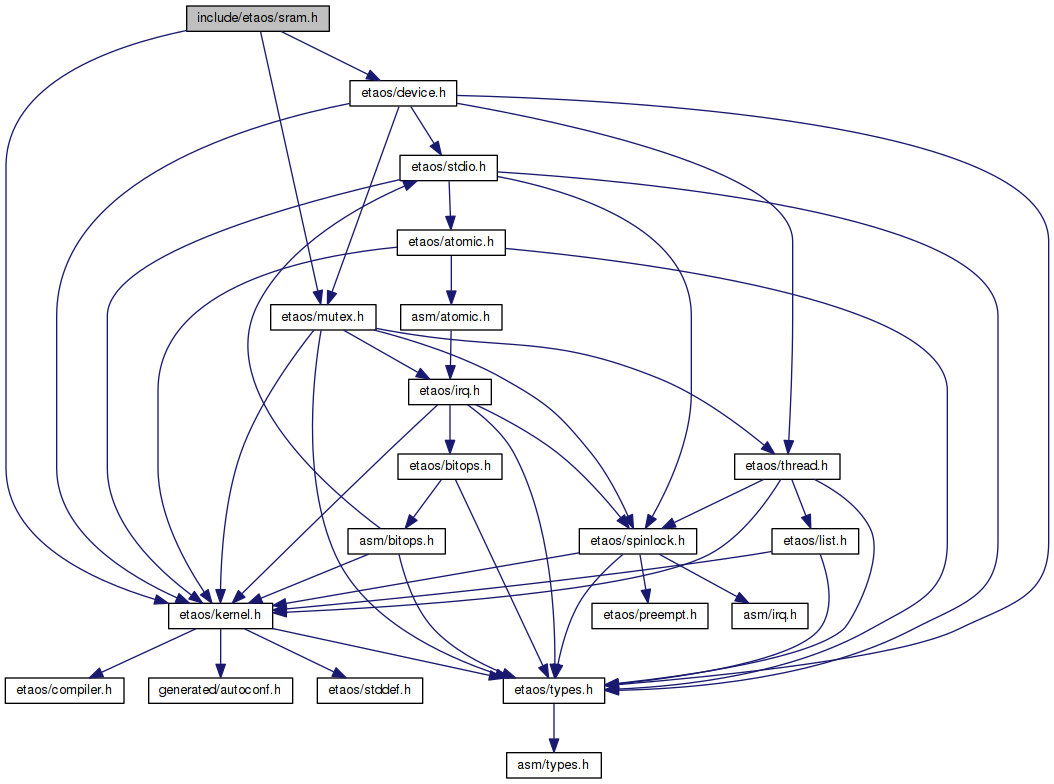 include/etaos/sram.h
etaos/device.h
etaos/stdio.h
etaos/atomic.h
etaos/mutex.h
asm/atomic.h
etaos/irq.h
etaos/bitops.h
etaos/thread.h
asm/bitops.h
etaos/spinlock.h
etaos/list.h
etaos/kernel.h
etaos/preempt.h
asm/irq.h
etaos/compiler.h
generated/autoconf.h
etaos/stddef.h
etaos/types.h
asm/types.h